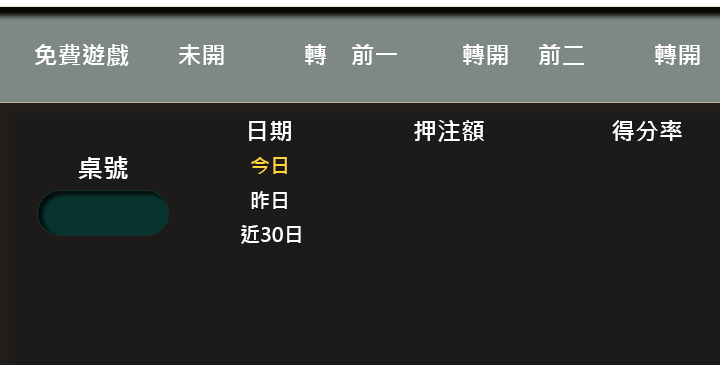 免費遊戲 未開 轉 前一 轉開 前二 轉開
日期 押注額 得分率
桌號
今日
昨日
近30日